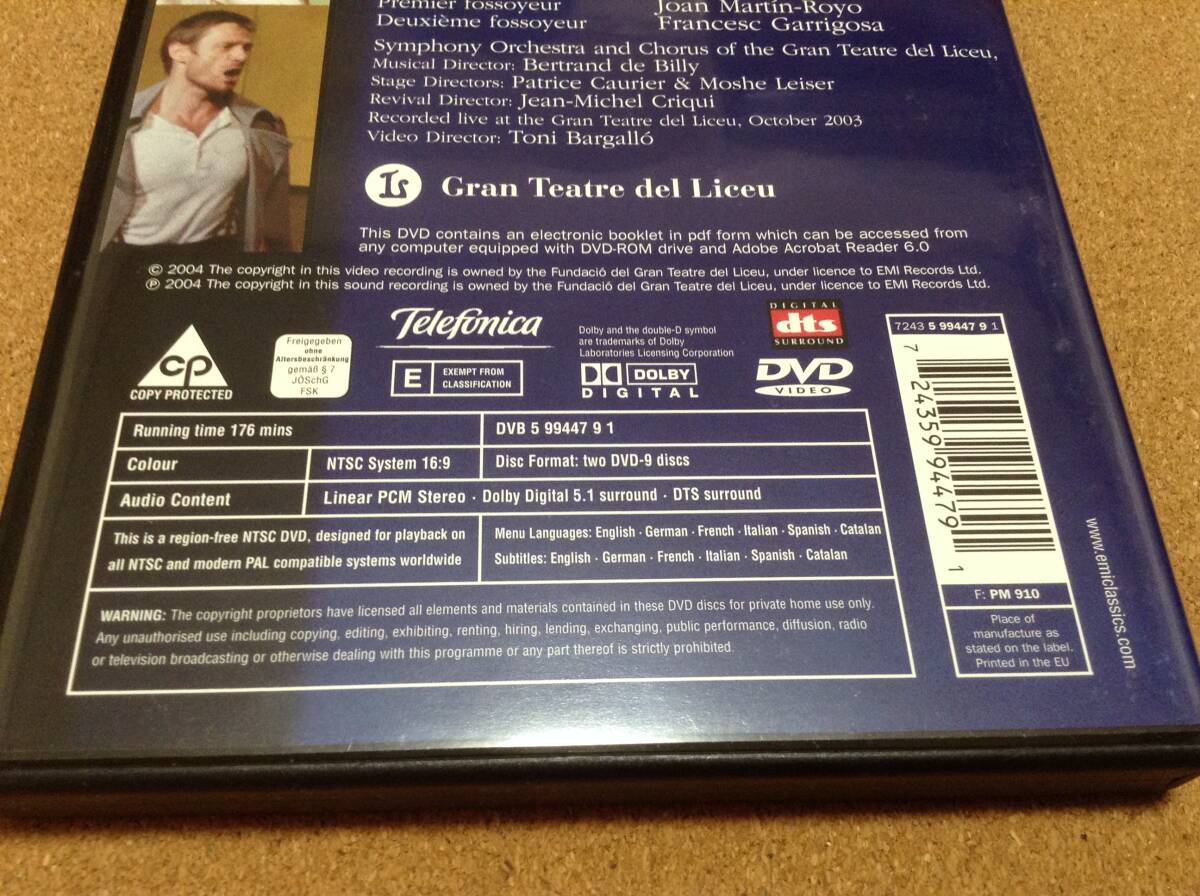 Premier fossoyeur Joan Martín-Royo
Deuxième fossoyeur Francesc Garrigosa
Symphony Orchestra and Chorus of the Gran Teatre del Liceu,
Musical Director: Bertrand de Billy
Stage Directors: Patrice Caurier & Moshe Leiser
Revival Director: Jean-Michel Criqui
Recorded live at the Gran Teatre del Liceu, October 2003
Video Director: Toni Bargalló
Gran Teatre del Liceu
This DVD contains an electronic booklet in pdf form which can be accessed from
any computer equipped with DVD-ROM drive and Adobe Acrobat Reader 6.0
© 2004 The copyright in this video recording is owned by the Fundació del Gran Teatre del Liceu, under licence to EMI Records Ltd.
℗ 2004 The copyright in this sound recording is owned by the Fundació del Gran Teatre del Liceu, under licence to EMI Records Ltd.
cp
COPY PROTECTED
Freigegeben
ohne
Altersbeschränkung
gemäß § 7
JÖSchG
FSK
Telefónica
E EXEMPT FROM
CLASSIFICATION
Dolby and the double-D symbol
are trademarks of Dolby
Laboratories Licensing Corporation
DOLBY
DIGITAL
DIGITAL
dts
SURROUND
DVD
VIDEO
7243 5 99447 9 1
7 24359 94479 1
Running time 176 mins
DVB 5 99447 9 1
Colour
NTSC System 16:9
Disc Format: two DVD-9 discs
Audio Content
Linear PCM Stereo · Dolby Digital 5.1 surround · DTS surround
This is a region-free NTSC DVD, designed for playback on
all NTSC and modern PAL compatible systems worldwide
Menu Languages: English · German · French · Italian · Spanish · Catalan
Subtitles: English · German · French · Italian · Spanish · Catalan
WARNING: The copyright proprietors have licensed all elements and materials contained in these DVD discs for private home use only.
Any unauthorised use including copying, editing, exhibiting, renting, hiring, lending, exchanging, public performance, diffusion, radio
or television broadcasting or otherwise dealing with this programme or any part thereof is strictly prohibited.
F: PM 910
Place of
manufacture as
stated on the label.
Printed in the EU
www.emiclassics.com